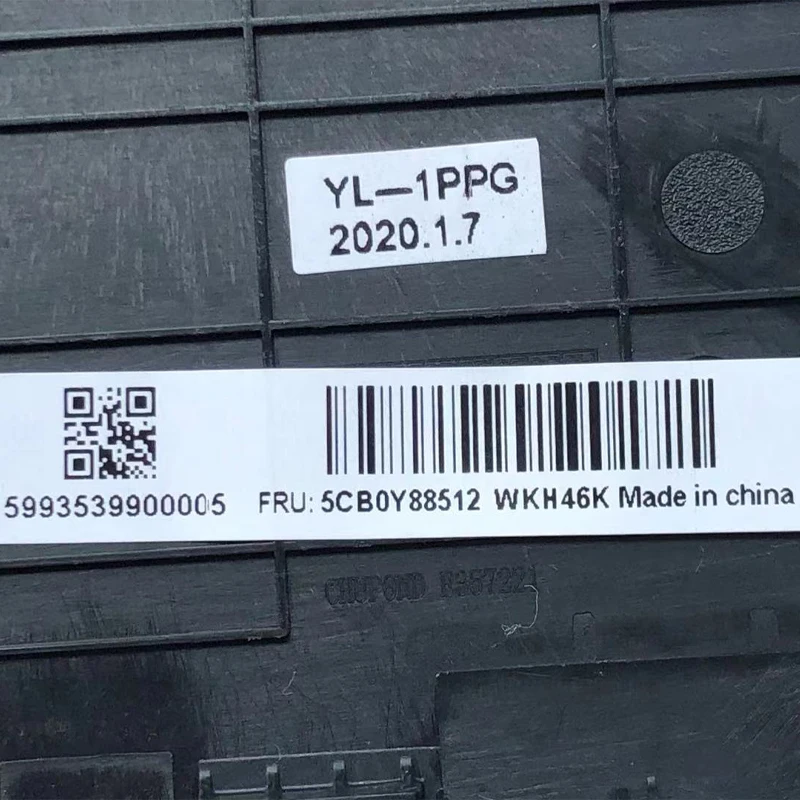 YL-1PPG
2020.1.7
5993539900005 FRU: 5CB0Y88512 WKH46K Made in china